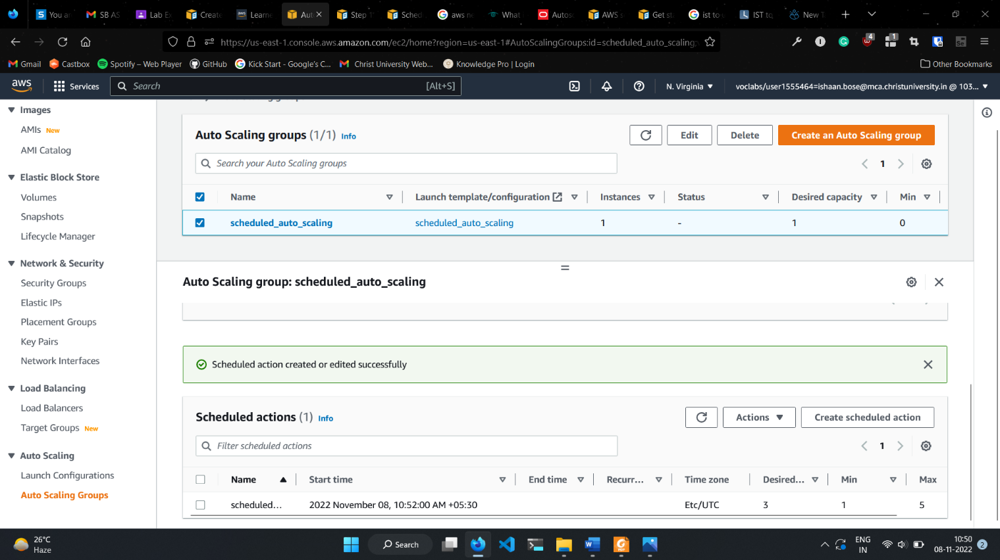 You ar
SB AS
Lab Ex
Create
aws
Learne
Aut
Step 1
Sched
aws ne
What
Autos
AWS s
Get st
ist to u
IST to
New T
https://us-east-1.console.aws.amazon.com/ec2/home?region=us-east-1#AutoScalingGroups:id=scheduled_auto_scaling;
4
1
Gmail
Castbox
Spotify – Web Player
GitHub
Kick Start - Google's C...
Christ University Web...
Knowledge Pro | Login
Other Bookmarks
aws
Services
Search
[Alt+S]
N. Virginia
voclabs/user1555464=ishaan.bose@mca.christuniversity.in @ 103...
Images
AMIs New
AMI Catalog
Elastic Block Store
Volumes
Snapshots
Lifecycle Manager
Network & Security
Security Groups
Elastic IPs
Placement Groups
Key Pairs
Network Interfaces
Load Balancing
Load Balancers
Target Groups New
Auto Scaling
Launch Configurations
Auto Scaling Groups
Auto Scaling groups (1/1) Info
Edit
Delete
Create an Auto Scaling group
Search your Auto Scaling groups
1
Name
Launch template/configuration
Instances
Status
Desired capacity
Min
scheduled_auto_scaling
scheduled_auto_scaling
1
-
1
0
Auto Scaling group: scheduled_auto_scaling
Scheduled action created or edited successfully
Scheduled actions (1) Info
Actions
Create scheduled action
Filter scheduled actions
1
Name
Start time
End time
Recurr...
Time zone
Desired...
Min
Max
scheduled...
2022 November 08, 10:52:00 AM +05:30
Etc/UTC
3
1
5
26°C
Haze
Search
ENG
IN
10:50
08-11-2022
2